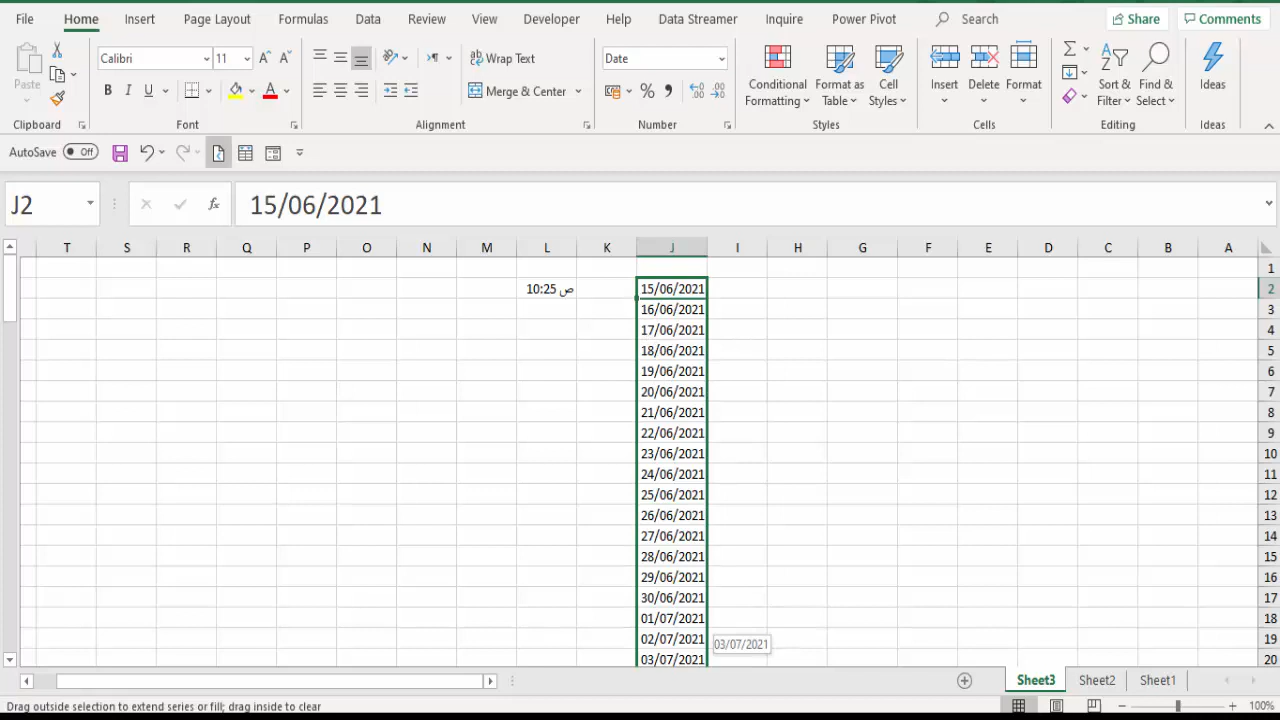 File Home Insert Page Layout Formulas Data Review View Developer Help Data Streamer Inquire Power Pivot Search Share Comments
Calibri 11 Wrap Text Date
Paste B I U Merge & Center % Conditional Formatting Format as Table Cell Styles Insert Delete Format Sort & Filter Find & Select Ideas
Clipboard Font Alignment Number Styles Cells Editing Ideas
AutoSave Off
J2 fx 15/06/2021
T S R Q P O N M L K J I H G F E D C B A
1
10:25 ص 15/06/2021 2
16/06/2021 3
17/06/2021 4
18/06/2021 5
19/06/2021 6
20/06/2021 7
21/06/2021 8
22/06/2021 9
23/06/2021 10
24/06/2021 11
25/06/2021 12
26/06/2021 13
27/06/2021 14
28/06/2021 15
29/06/2021 16
30/06/2021 17
01/07/2021 18
02/07/2021 03/07/2021 19
03/07/2021 20
Sheet3 Sheet2 Sheet1
Drag outside selection to extend series or fill; drag inside to clear 100%